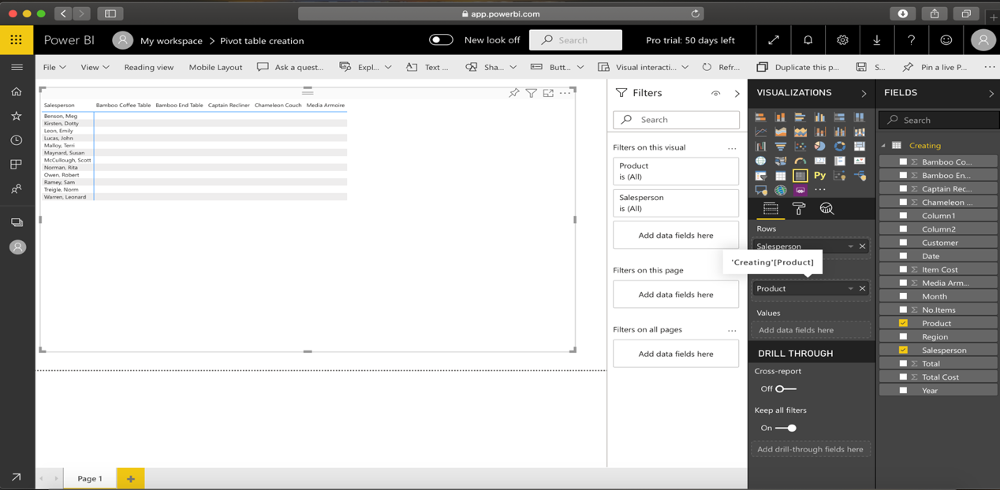 app.powerbi.com
Power BI
My workspace > Pivot table creation
New look off
Search
Pro trial: 50 days left
File
View
Reading view
Mobile Layout
Ask a quest...
Expl...
Text ...
Sha...
Butt...
Visual interacti...
Refr...
Duplicate this p...
S...
Pin a live P...
Salesperson Bamboo Coffee Table Bamboo End Table Captain Recliner Chameleon Couch Media Armoire
Benson, Meg
Kirsten, Dotty
Leon, Emily
Lucas, John
Malloy, Terri
Maynard, Susan
McCullough, Scott
Norman, Rita
Owen, Robert
Ramey, Sam
Treigle, Norm
Warren, Leonard
Page 1
Filters
Search
Filters on this visual
Product
is (All)
Salesperson
is (All)
Add data fields here
Filters on this page
Add data fields here
Filters on all pages
Add data fields here
VISUALIZATIONS
Py
Rows
Salesperson
'Creating'[Product]
Product
Values
Add data fields here
DRILL THROUGH
Cross-report
Off
Keep all filters
On
Add drill-through fields here
FIELDS
Search
Creating
Σ Bamboo Co...
Σ Bamboo En...
Σ Captain Rec...
Σ Chameleon ...
Column1
Column2
Customer
Date
Σ Item Cost
Σ Media Arm...
Month
Σ No.Items
Product
Region
Salesperson
Σ Total
Σ Total Cost
Year